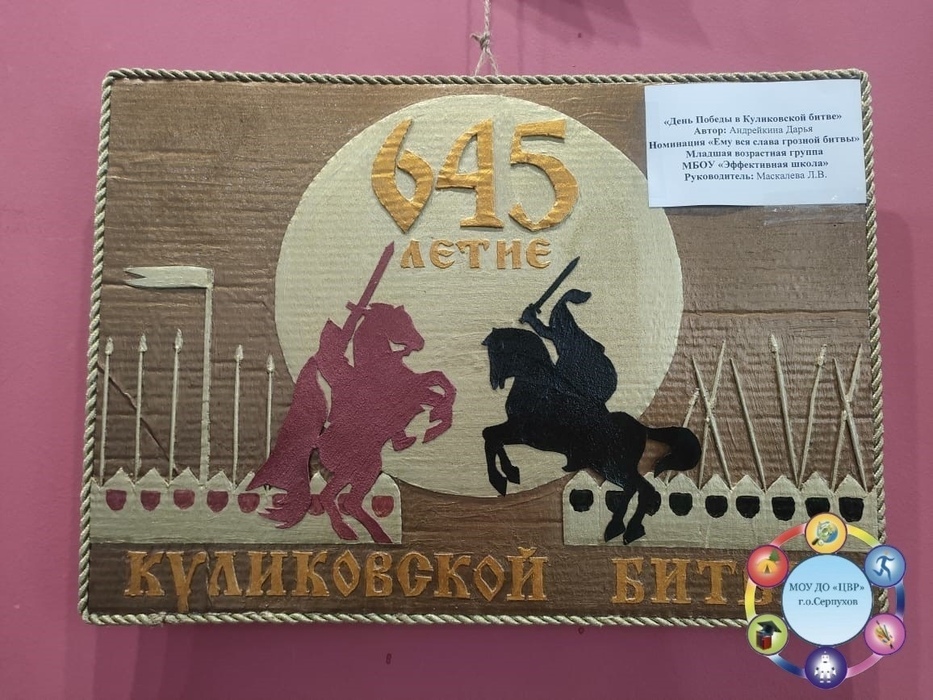 645
ЛЕТИЕ
КУЛИКОВСКОЙ
«День Победы в Куликовской битве»
Автор: Андрейкина Дарья
Номинация «Ему вся слава грозной битвы»
Младшая возрастная группа
МБОУ «Эффективная школа»
Руководитель: Маскалева Л.В.
МОУ ДО «ЦВР»
г.о.Серпухов